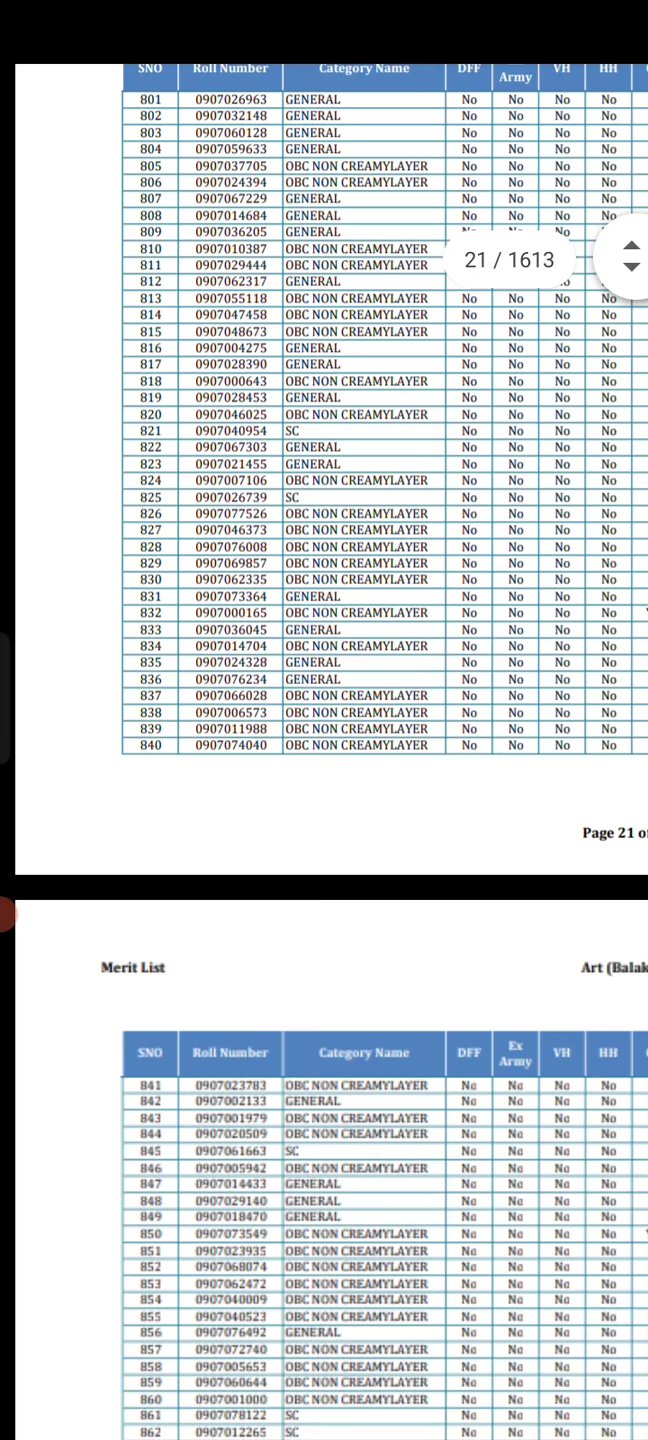 SNO Roll Number Category Name DFF Army VH HH
801 0907026963 GENERAL No No No No
802 0907032148 GENERAL No No No No
803 0907060128 GENERAL No No No No
804 0907059633 GENERAL No No No No
805 0907037705 OBC NON CREAMYLAYER No No No No
806 0907024394 OBC NON CREAMYLAYER No No No No
807 0907067229 GENERAL No No No No
808 0907014684 GENERAL No No No No
809 0907036205 GENERAL No
810 0907010387 OBC NON CREAMYLAYER
21 / 1613
811 0907029444 OBC NON CREAMYLAYER
812 0907062317 GENERAL
813 0907055118 OBC NON CREAMYLAYER No No No No
814 0907047458 OBC NON CREAMYLAYER No No No No
815 0907048673 OBC NON CREAMYLAYER No No No No
816 0907004275 GENERAL No No No No
817 0907028390 GENERAL No No No No
818 0907000643 OBC NON CREAMYLAYER No No No No
819 0907028453 GENERAL No No No No
820 0907046025 OBC NON CREAMYLAYER No No No No
821 0907040954 SC No No No No
822 0907067303 GENERAL No No No No
823 0907021455 GENERAL No No No No
824 0907007106 OBC NON CREAMYLAYER No No No No
825 0907026739 SC No No No No
826 0907077526 OBC NON CREAMYLAYER No No No No
827 0907046373 OBC NON CREAMYLAYER No No No No
828 0907076008 OBC NON CREAMYLAYER No No No No
829 0907069857 OBC NON CREAMYLAYER No No No No
830 0907062335 OBC NON CREAMYLAYER No No No No
831 0907073364 GENERAL No No No No
832 0907000165 OBC NON CREAMYLAYER No No No No
833 0907036045 GENERAL No No No No
834 0907014704 OBC NON CREAMYLAYER No No No No
835 0907024328 GENERAL No No No No
836 0907076234 GENERAL No No No No
837 0907066028 OBC NON CREAMYLAYER No No No No
838 0907006573 OBC NON CREAMYLAYER No No No No
839 0907011988 OBC NON CREAMYLAYER No No No No
840 0907074040 OBC NON CREAMYLAYER No No No No
Page 21 o
Merit List Art (Balak
SNO Roll Number Category Name DFF Ex Army VH HH
841 0907023783 OBC NON CREAMYLAYER No No No No
842 0907002133 GENERAL No No No No
843 0907001979 OBC NON CREAMYLAYER No No No No
844 0907020509 OBC NON CREAMYLAYER No No No No
845 0907061663 SC No No No No
846 0907005942 OBC NON CREAMYLAYER No No No No
847 0907014433 GENERAL No No No No
848 0907029140 GENERAL No No No No
849 0907018470 GENERAL No No No No
850 0907073549 OBC NON CREAMYLAYER No No No No
851 0907023935 OBC NON CREAMYLAYER No No No No
852 0907068074 OBC NON CREAMYLAYER No No No No
853 0907062472 OBC NON CREAMYLAYER No No No No
854 0907040009 OBC NON CREAMYLAYER No No No No
855 0907040523 OBC NON CREAMYLAYER No No No No
856 0907076492 GENERAL No No No No
857 0907072740 OBC NON CREAMYLAYER No No No No
858 0907005653 OBC NON CREAMYLAYER No No No No
859 0907060644 OBC NON CREAMYLAYER No No No No
860 0907001000 OBC NON CREAMYLAYER No No No No
861 0907078122 SC No No No No
862 0907012265 SC No No No No